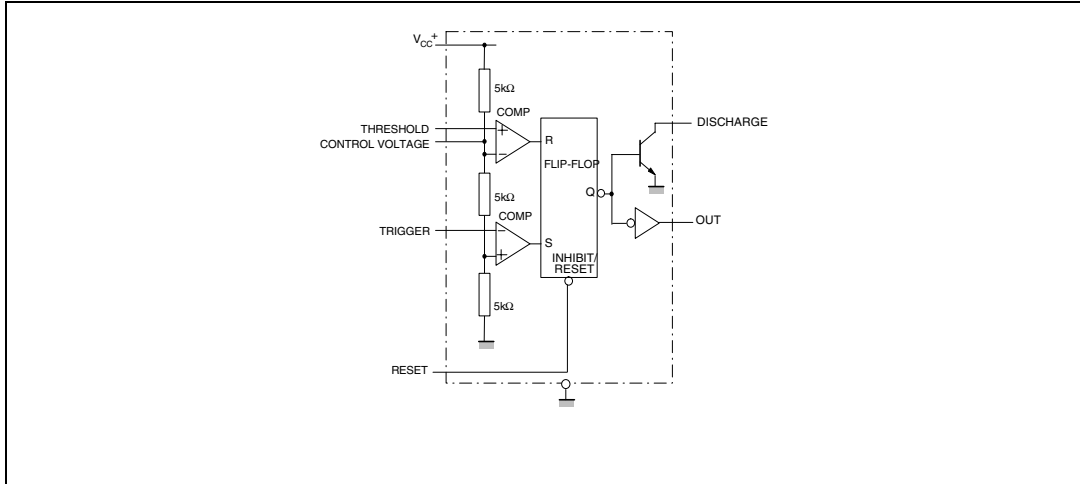 VCC+
5kΩ
COMP
THRESHOLD
CONTROL VOLTAGE
R
FLIP-FLOP
DISCHARGE
Q
5kΩ
COMP
TRIGGER
S
OUT
INHIBIT/
RESET
5kΩ
RESET